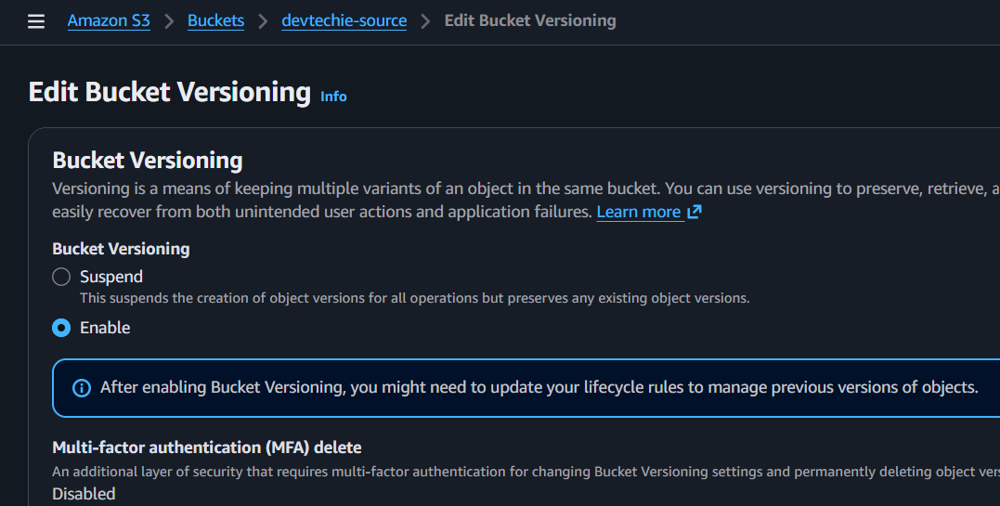 Amazon S3 > Buckets > devtechie-source > Edit Bucket Versioning
Edit Bucket Versioning Info
Bucket Versioning
Versioning is a means of keeping multiple variants of an object in the same bucket. You can use versioning to preserve, retrieve, a
easily recover from both unintended user actions and application failures. Learn more
Bucket Versioning
Suspend
This suspends the creation of object versions for all operations but preserves any existing object versions.
Enable
After enabling Bucket Versioning, you might need to update your lifecycle rules to manage previous versions of objects.
Multi-factor authentication (MFA) delete
An additional layer of security that requires multi-factor authentication for changing Bucket Versioning settings and permanently deleting object ver
Disabled